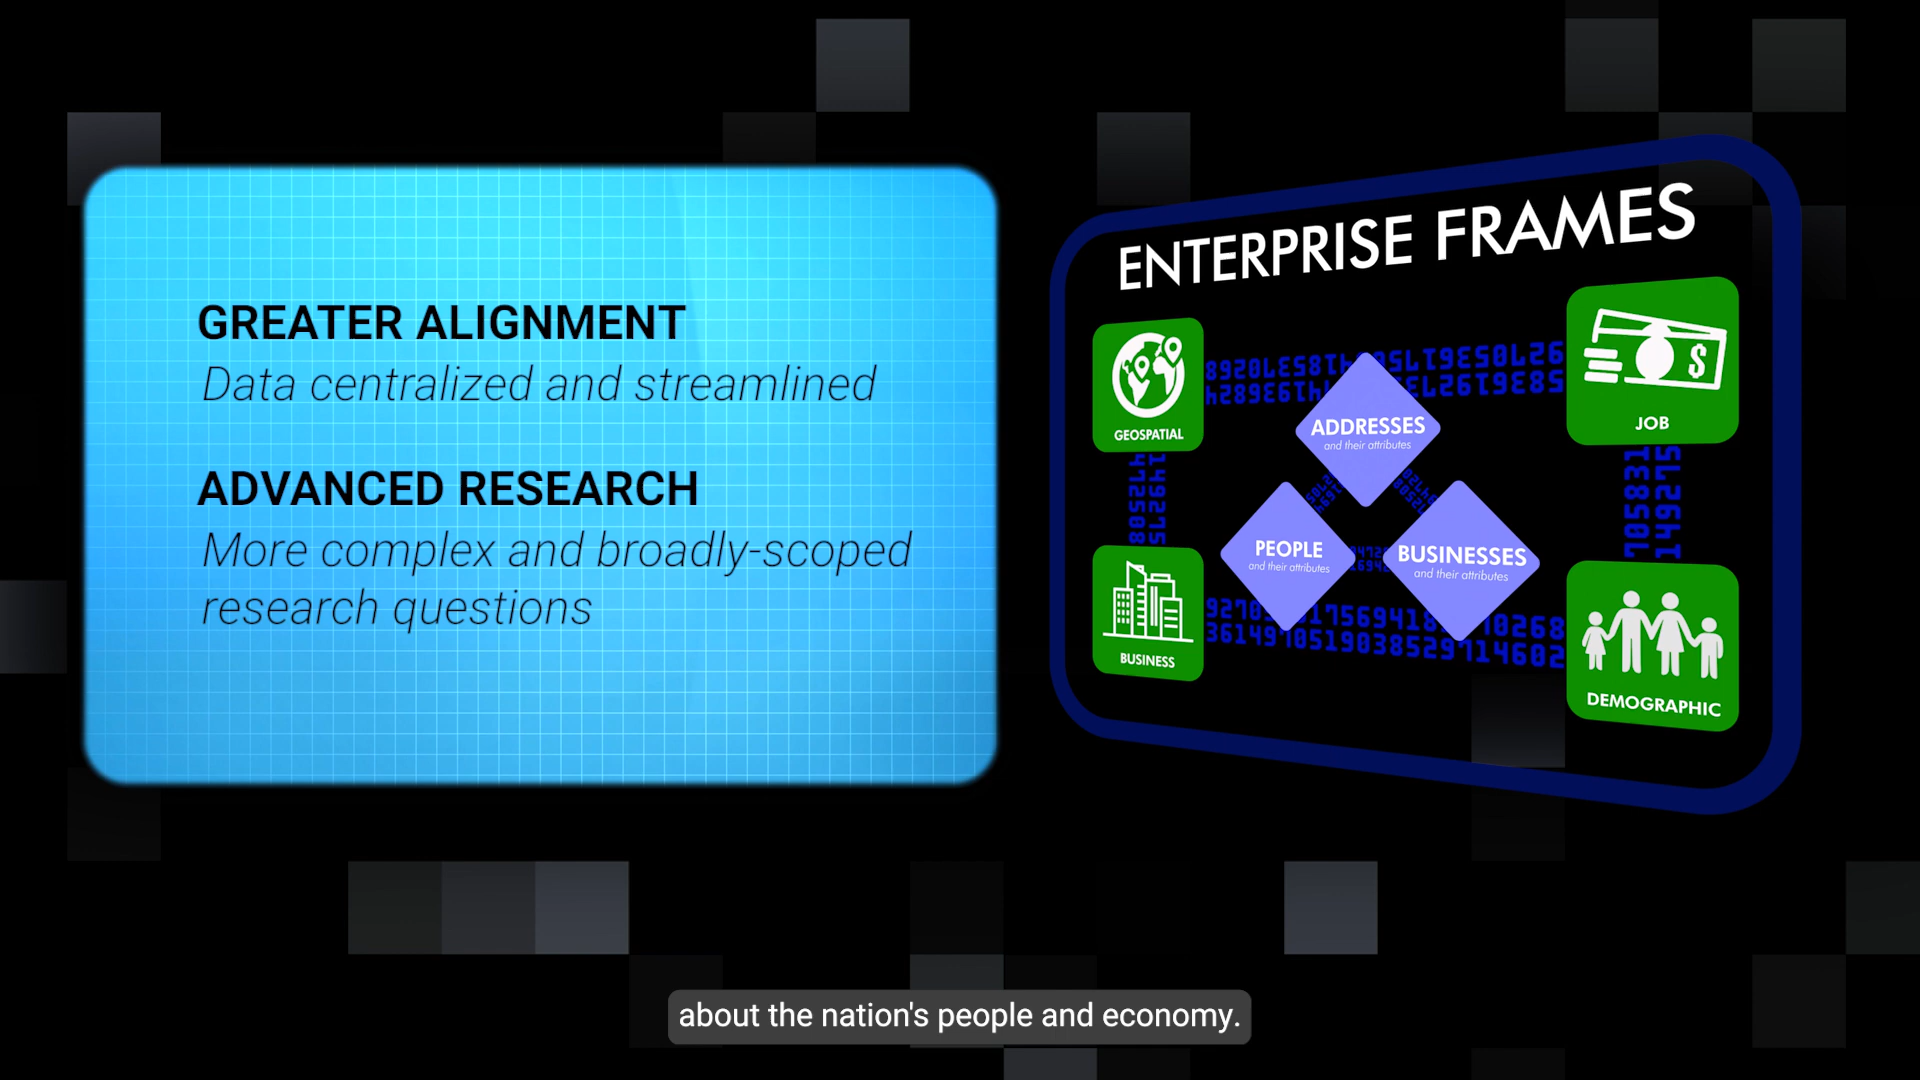 GREATER ALIGNMENT
Data centralized and streamlined
ADVANCED RESEARCH
More complex and broadly-scoped
research questions
ENTERPRISE FRAMES
GEOSPATIAL
JOB
ADDRESSES
and their attributes
PEOPLE
and their attributes
BUSINESSES
and their attributes
BUSINESS
DEMOGRAPHIC
about the nation's people and economy.